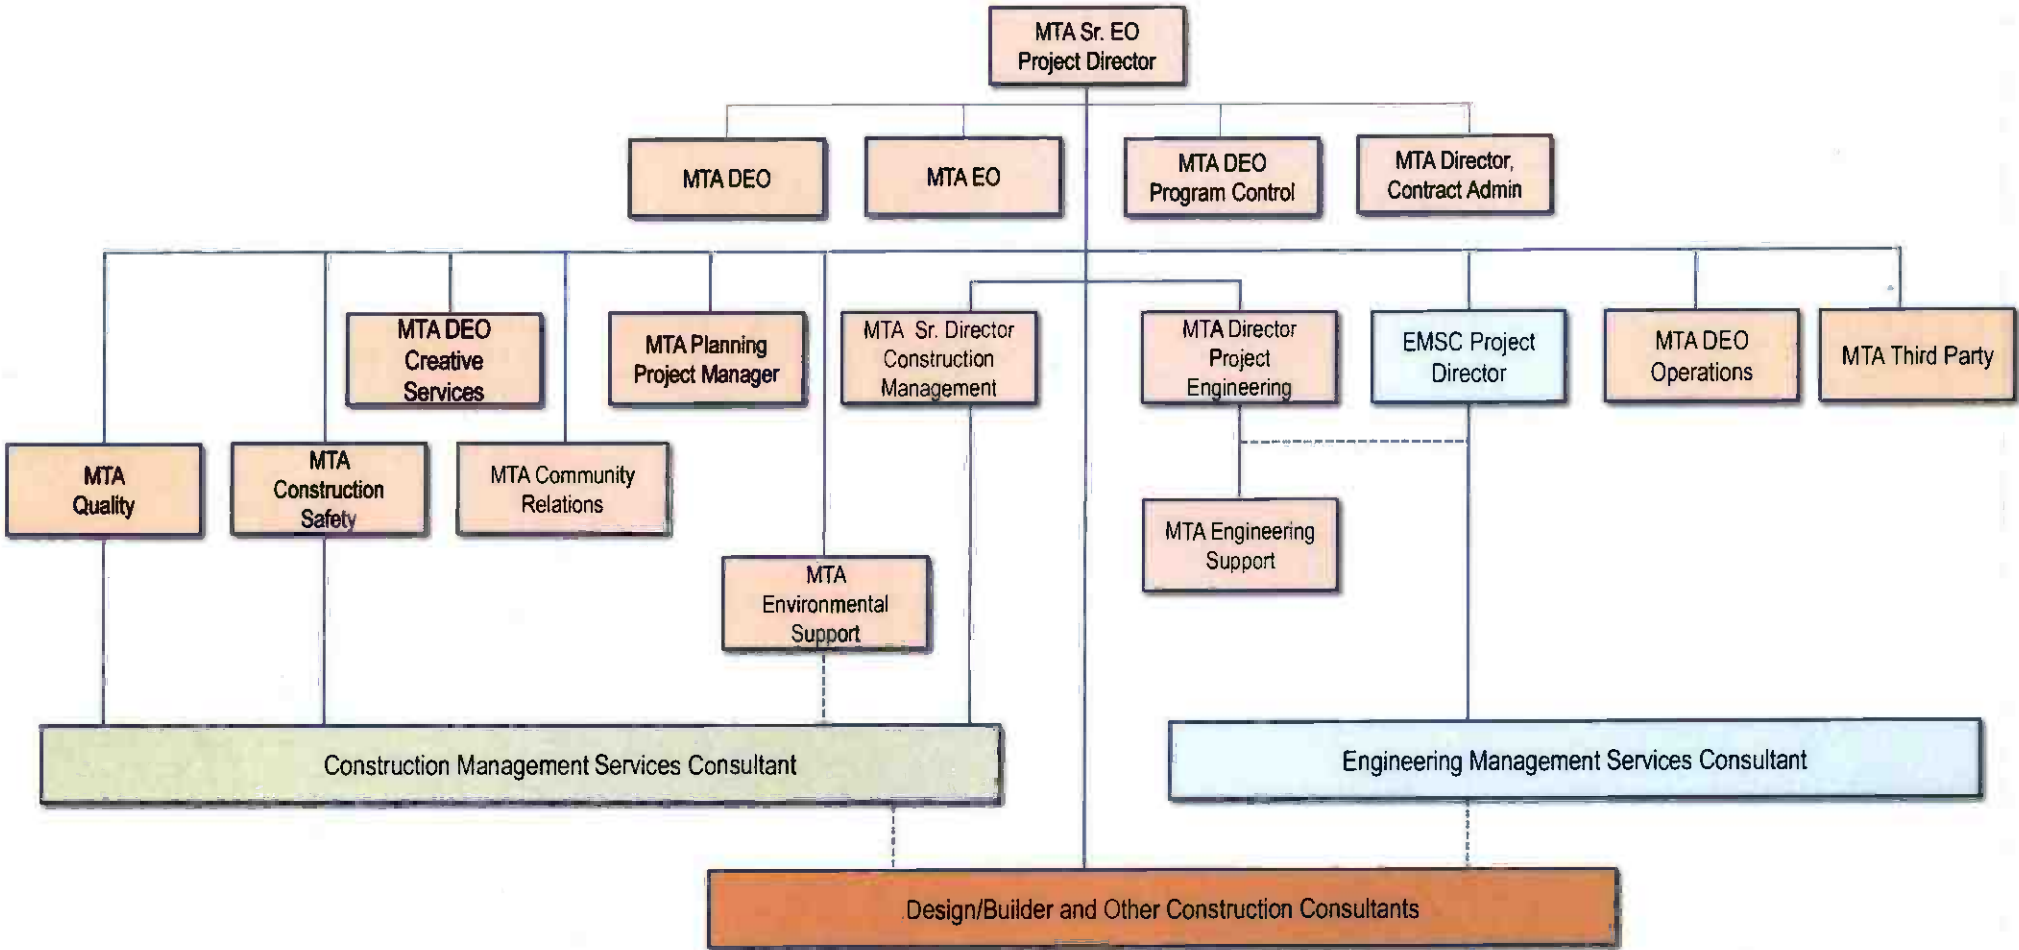 MTA Sr. EO
Project Director
MTA DEO
MTA EO
MTA DEO
Program Control
MTA Director,
Contract Admin
MTA DEO
Creative
Services
MTA Planning
Project Manager
MTA Sr. Director
Construction
Management
MTA Director
Project
Engineering
EMSC Project
Director
MTA DEO
Operations
MTA Third Party
MTA
Quality
MTA
Construction
Safety
MTA Community
Relations
MTA Engineering
Support
MTA
Environmental
Support
Construction Management Services Consultant
Engineering Management Services Consultant
Design/Builder and Other Construction Consultants